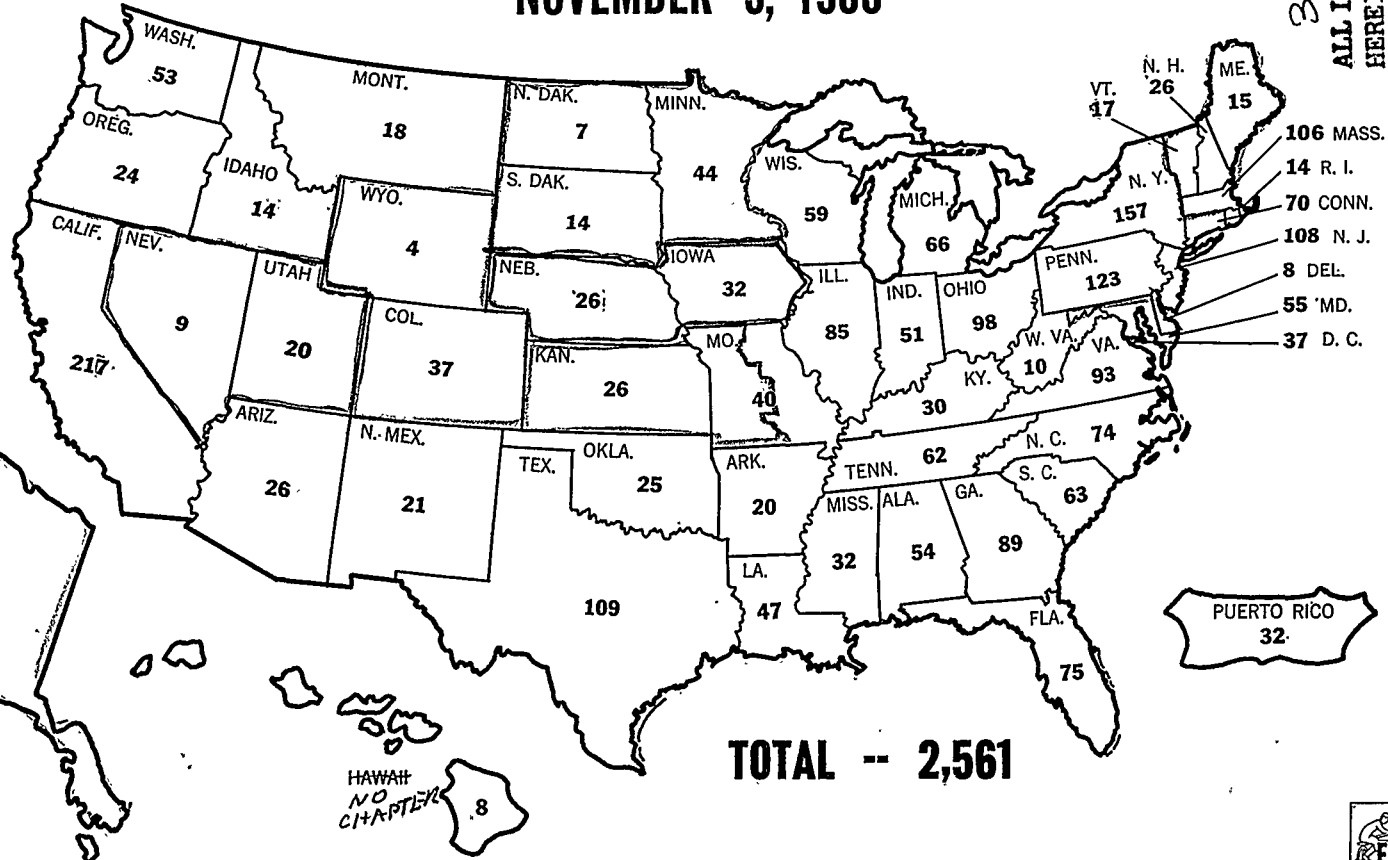 ALL I
HERE
WASH.
53
MONT.
18
N. DAK.
7
MINN.
44
OREG.
24
IDAHO
14
WYO.
4
S. DAK.
14
WIS.
59
MICH.
66
N. Y.
157
VT.
17
N. H.
26
ME.
15
106 MASS.
14 R. I.
70 CONN.
108 N. J.
8 DEL.
55 MD.
37 D. C.
CALIF.
217
NEV.
9
UTAH
20
COL.
37
NEB.
26
IOWA
32
ILL.
85
IND.
51
OHIO
98
PENN.
123
W. VA.
10
VA.
93
KAN.
26
MO.
40
KY.
30
ARIZ.
26
N. MEX.
21
TEX.
109
OKLA.
25
ARK.
20
TENN.
62
N. C.
74
S. C.
63
MISS.
32
ALA.
54
GA.
89
LA.
47
FLA.
75
PUERTO RICO
32
HAWAII
NO
CHAPTER
8
TOTAL -- 2,561